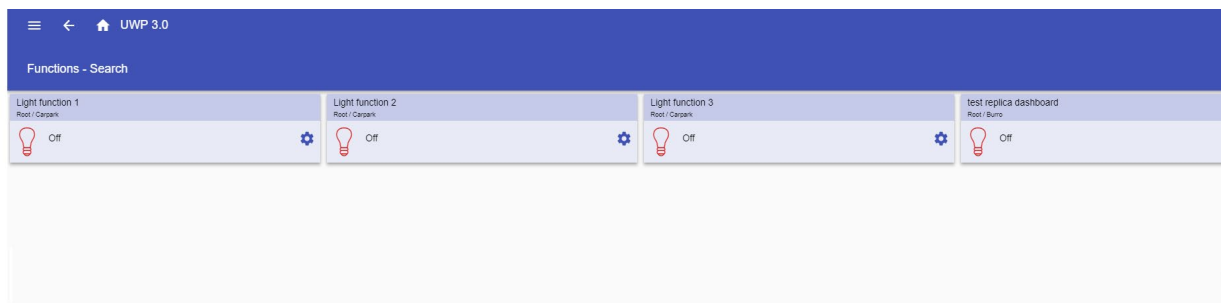 UWP 3.0
Functions - Search
Light function 1
Root / Carpark
Off
Light function 2
Root / Carpark
Off
Light function 3
Root / Carpark
Off
test replica dashboard
Root / Burro
Off